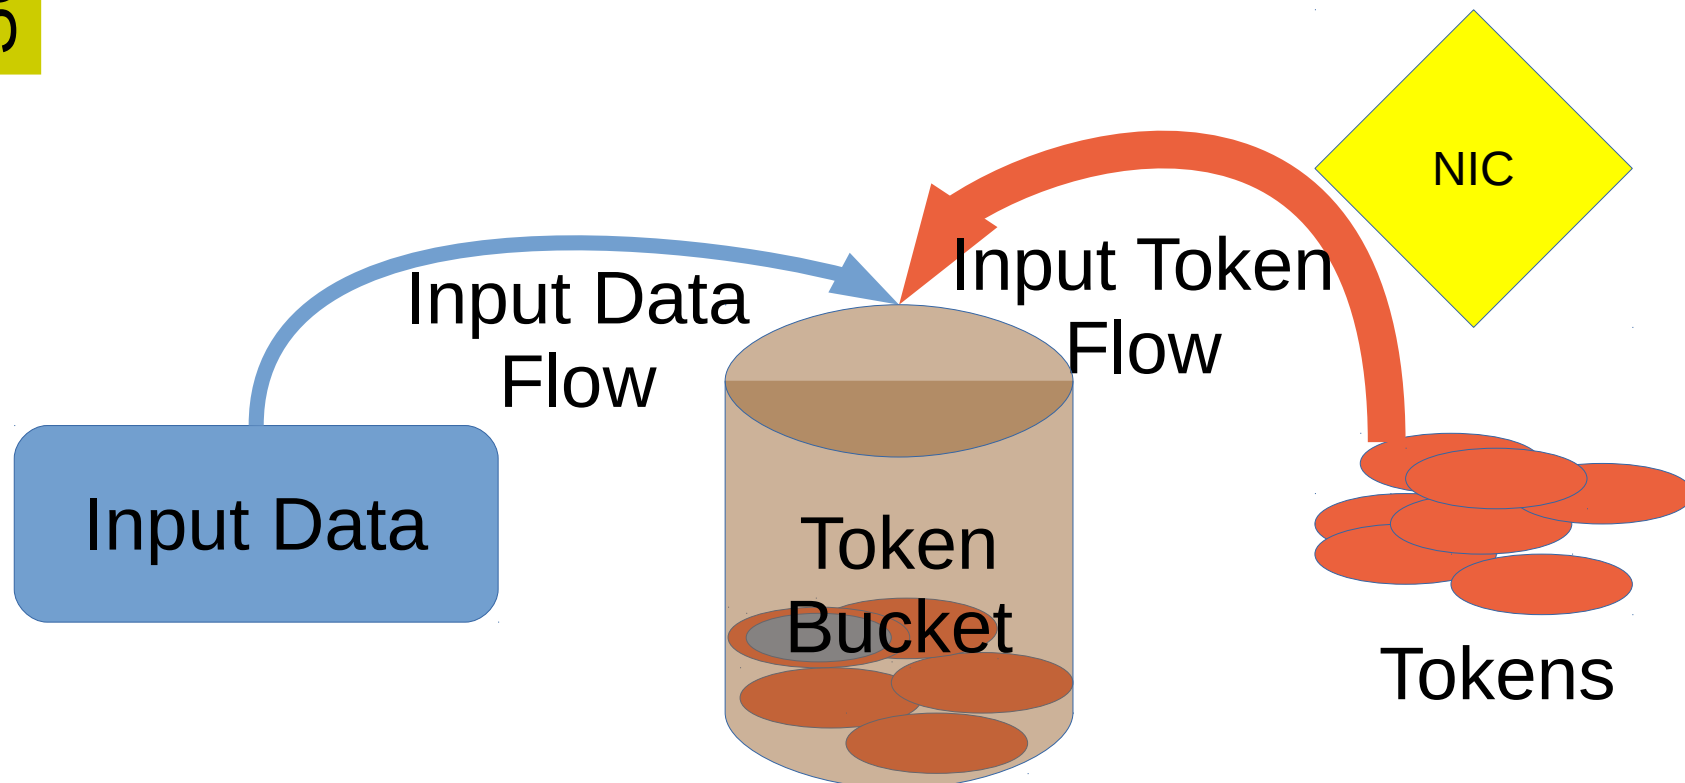 NIC
Input Data
Flow
Input Token
Flow
Input Data
Token
Bucket
Tokens